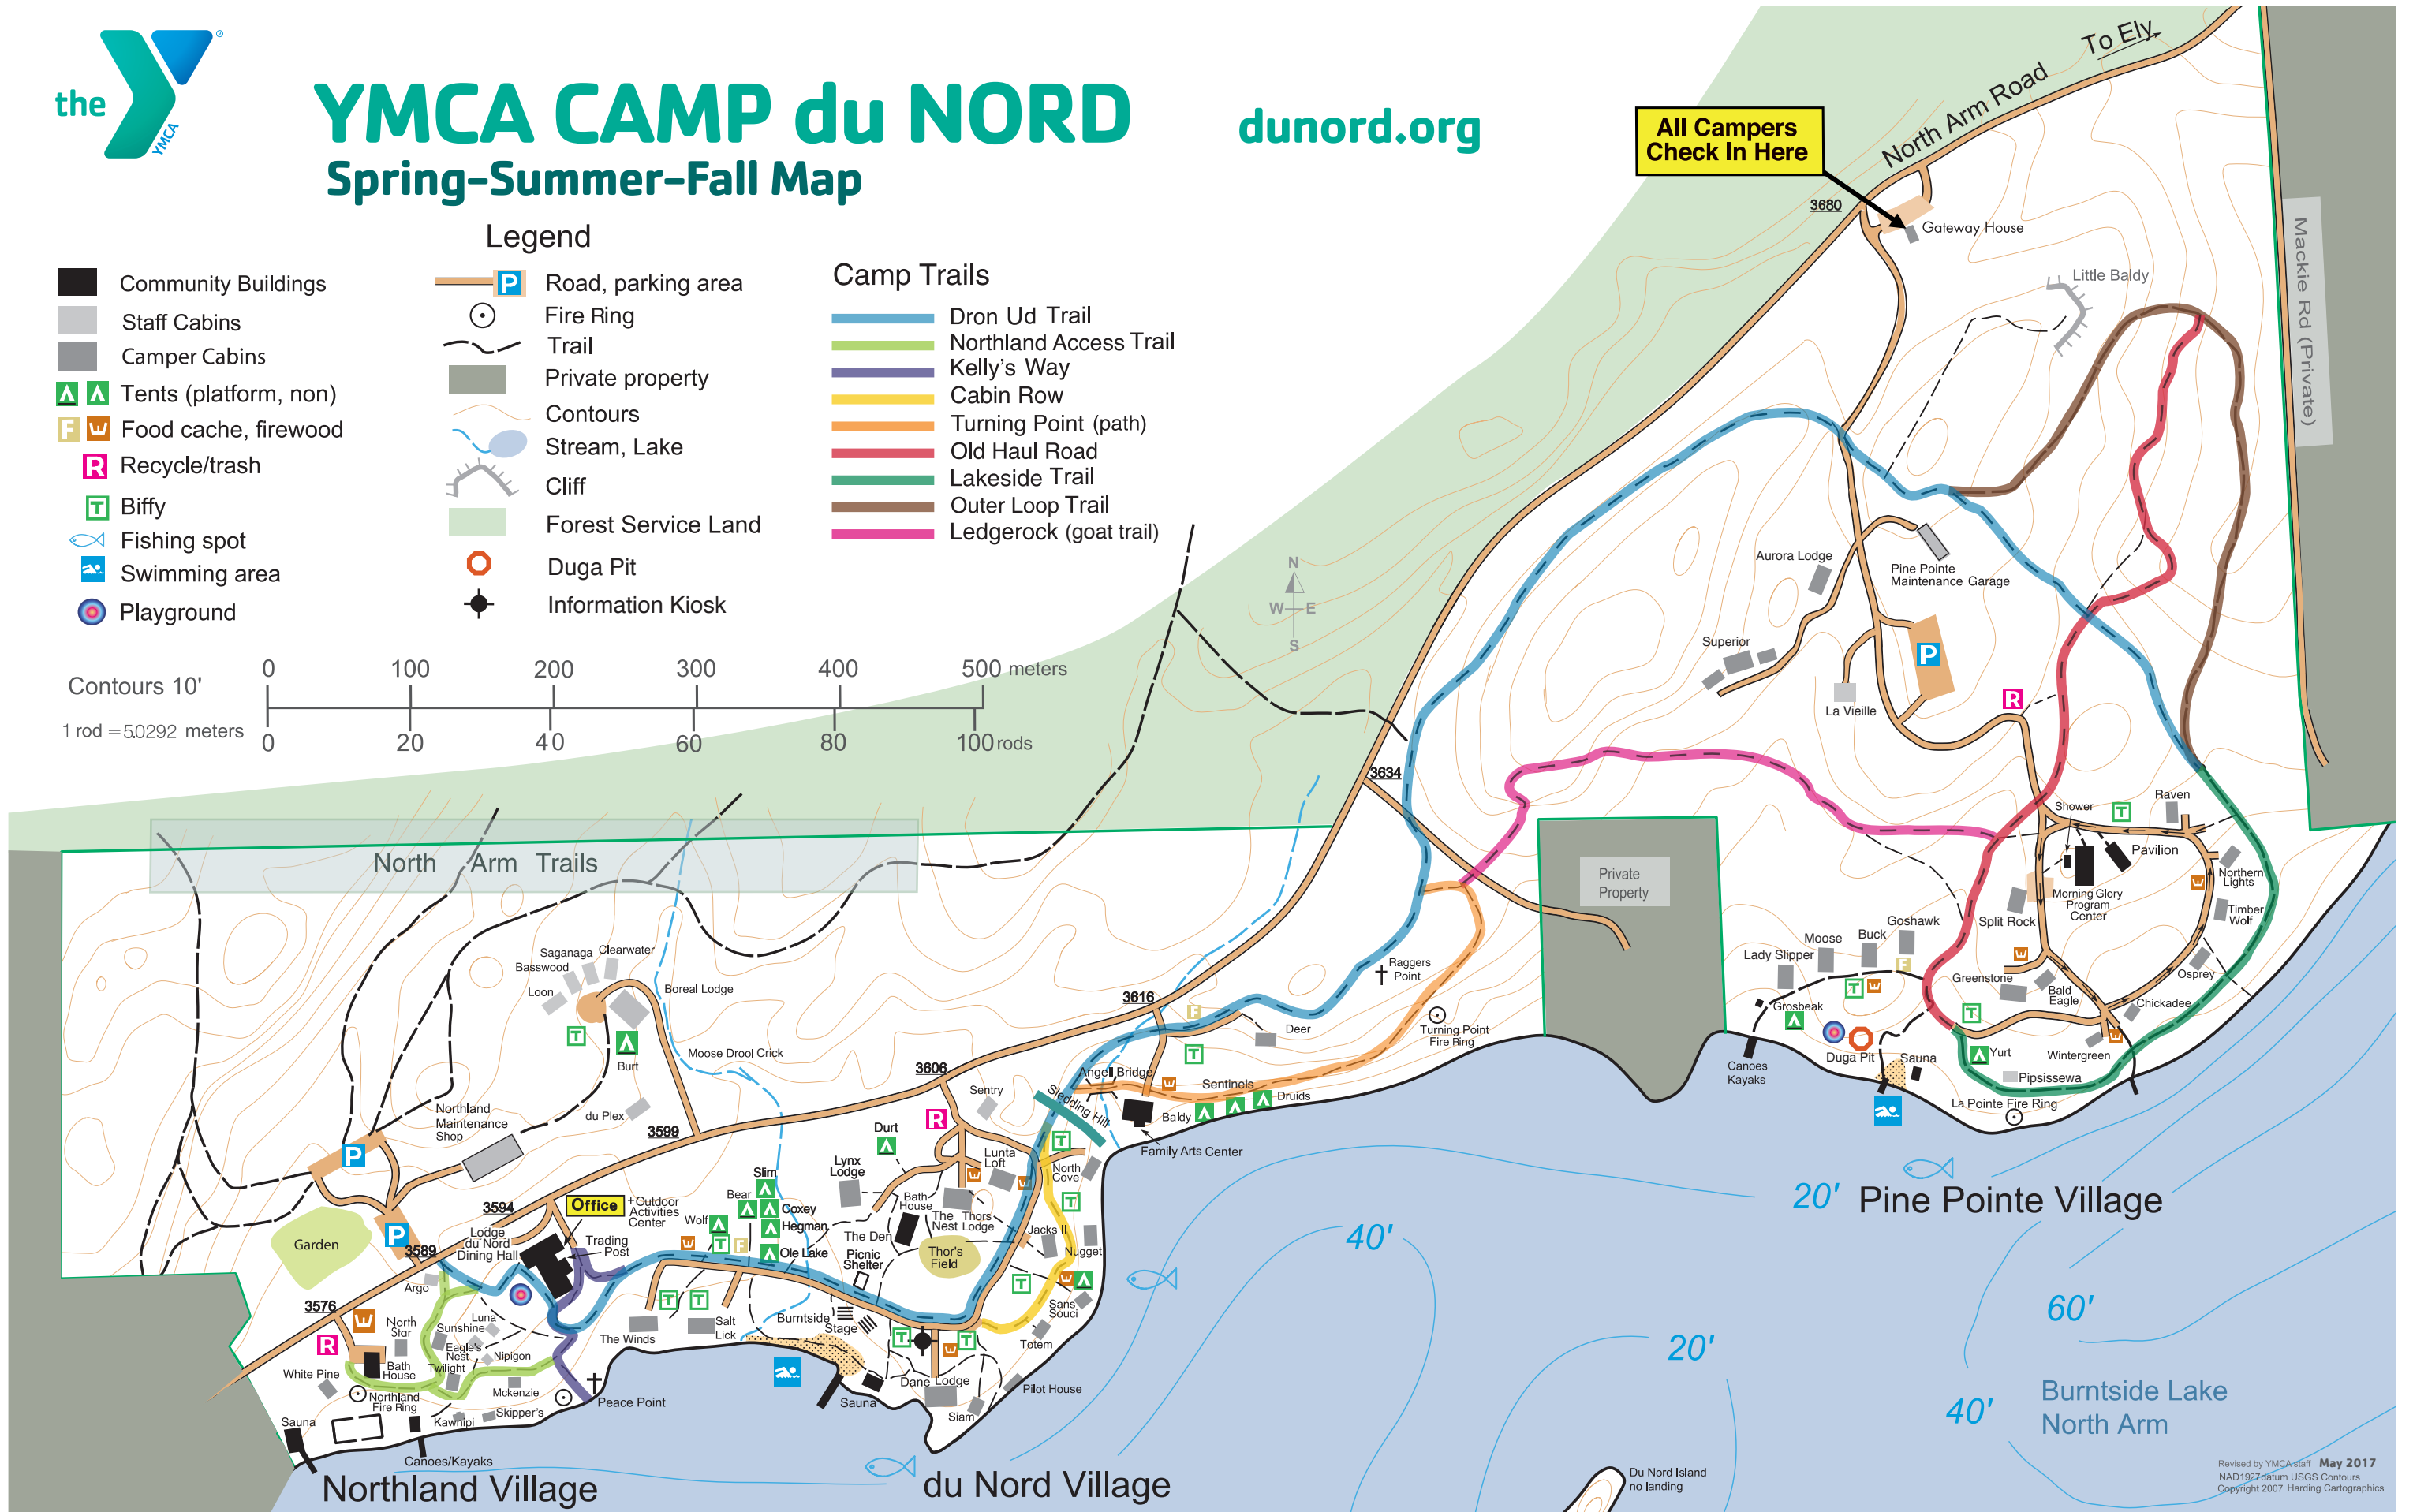 the
YMCA
®
YMCA CAMP du NORD
Spring–Summer–Fall Map
dunord.org
Legend
Community Buildings
Staff Cabins
Camper Cabins
Tents (platform, non)
F W Food cache, firewood
R Recycle/trash
T Biffy
Fishing spot
Swimming area
Playground
P Road, parking area
Fire Ring
Trail
Private property
Contours
Stream, Lake
Cliff
Forest Service Land
Duga Pit
Information Kiosk
Camp Trails
Dron Ud Trail
Northland Access Trail
Kelly's Way
Cabin Row
Turning Point (path)
Old Haul Road
Lakeside Trail
Outer Loop Trail
Ledgerock (goat trail)
Contours 10'
1 rod = 5.0292 meters
0 100 200 300 400 500 meters
0 20 40 60 80 100 rods
N
W E
S
To Ely
North Arm Road
All Campers
Check In Here
3680
Gateway House
Little Baldy
Mackie Rd (Private)
Aurora Lodge
Pine Pointe
Maintenance Garage
Superior
P
La Vieille
R
3634
Private
Property
Shower
T
Raven
Pavilion
Morning Glory
Program
Center
Northern
Lights
W
Timber
Wolf
Split Rock
Goshawk
Buck
Moose
Lady Slipper
F
T W
W
Greenstone
Bald
Eagle
Osprey
Chickadee
Grosbeak
T
W
Duga Pit
Sauna
Yurt
Wintergreen
Pipsissewa
La Pointe Fire Ring
Canoes
Kayaks
Pine Pointe Village
Raggers
Point
Turning Point
Fire Ring
3616
F
Deer
T
Angell Bridge
W
Sentinels
Druids
Baldy
Sledding Hill
Family Arts Center
3606
Sentry
R
North Arm Trails
Saganaga
Clearwater
Basswood
Loon
Boreal Lodge
T
Burt
Moose Drool Crick
du Plex
Northland
Maintenance
Shop
3599
P
3594
Office
Outdoor
Activities
Center
Garden
P
3589
Lodge
du Nord
Dining Hall
Trading
Post
Argo
3576
W
R
North
Star
Luna
Sunshine
Eagle's
Nest
Nipigon
Twilight
White Pine
Bath
House
Northland
Fire Ring
Mckenzie
Skipper's
Kawnipi
Sauna
Canoes/Kayaks
Peace Point
Northland Village
Durt
Lynx
Lodge
Slim
Bear
Coxey
Wolf
Hegman
W T F
Ole Lake
Lunta
Loft
W
W
T
North
Cove
T
Bath
House
The
Nest
Thors
Lodge
The Den
Jacks II
Nugget
Picnic
Shelter
Thor's
Field
T
W
Sans
Souci
T T
The Winds
Salt
Lick
Burntside
Stage
T
W
T
Totem
Sauna
Dane Lodge
Siam
Pilot House
du Nord Village
20'
40'
20'
60'
40'
Burntside Lake
North Arm
Du Nord Island
no landing
Revised by YMCA staff May 2017
NAD1927datum USGS Contours
Copyright 2007 Harding Cartographics